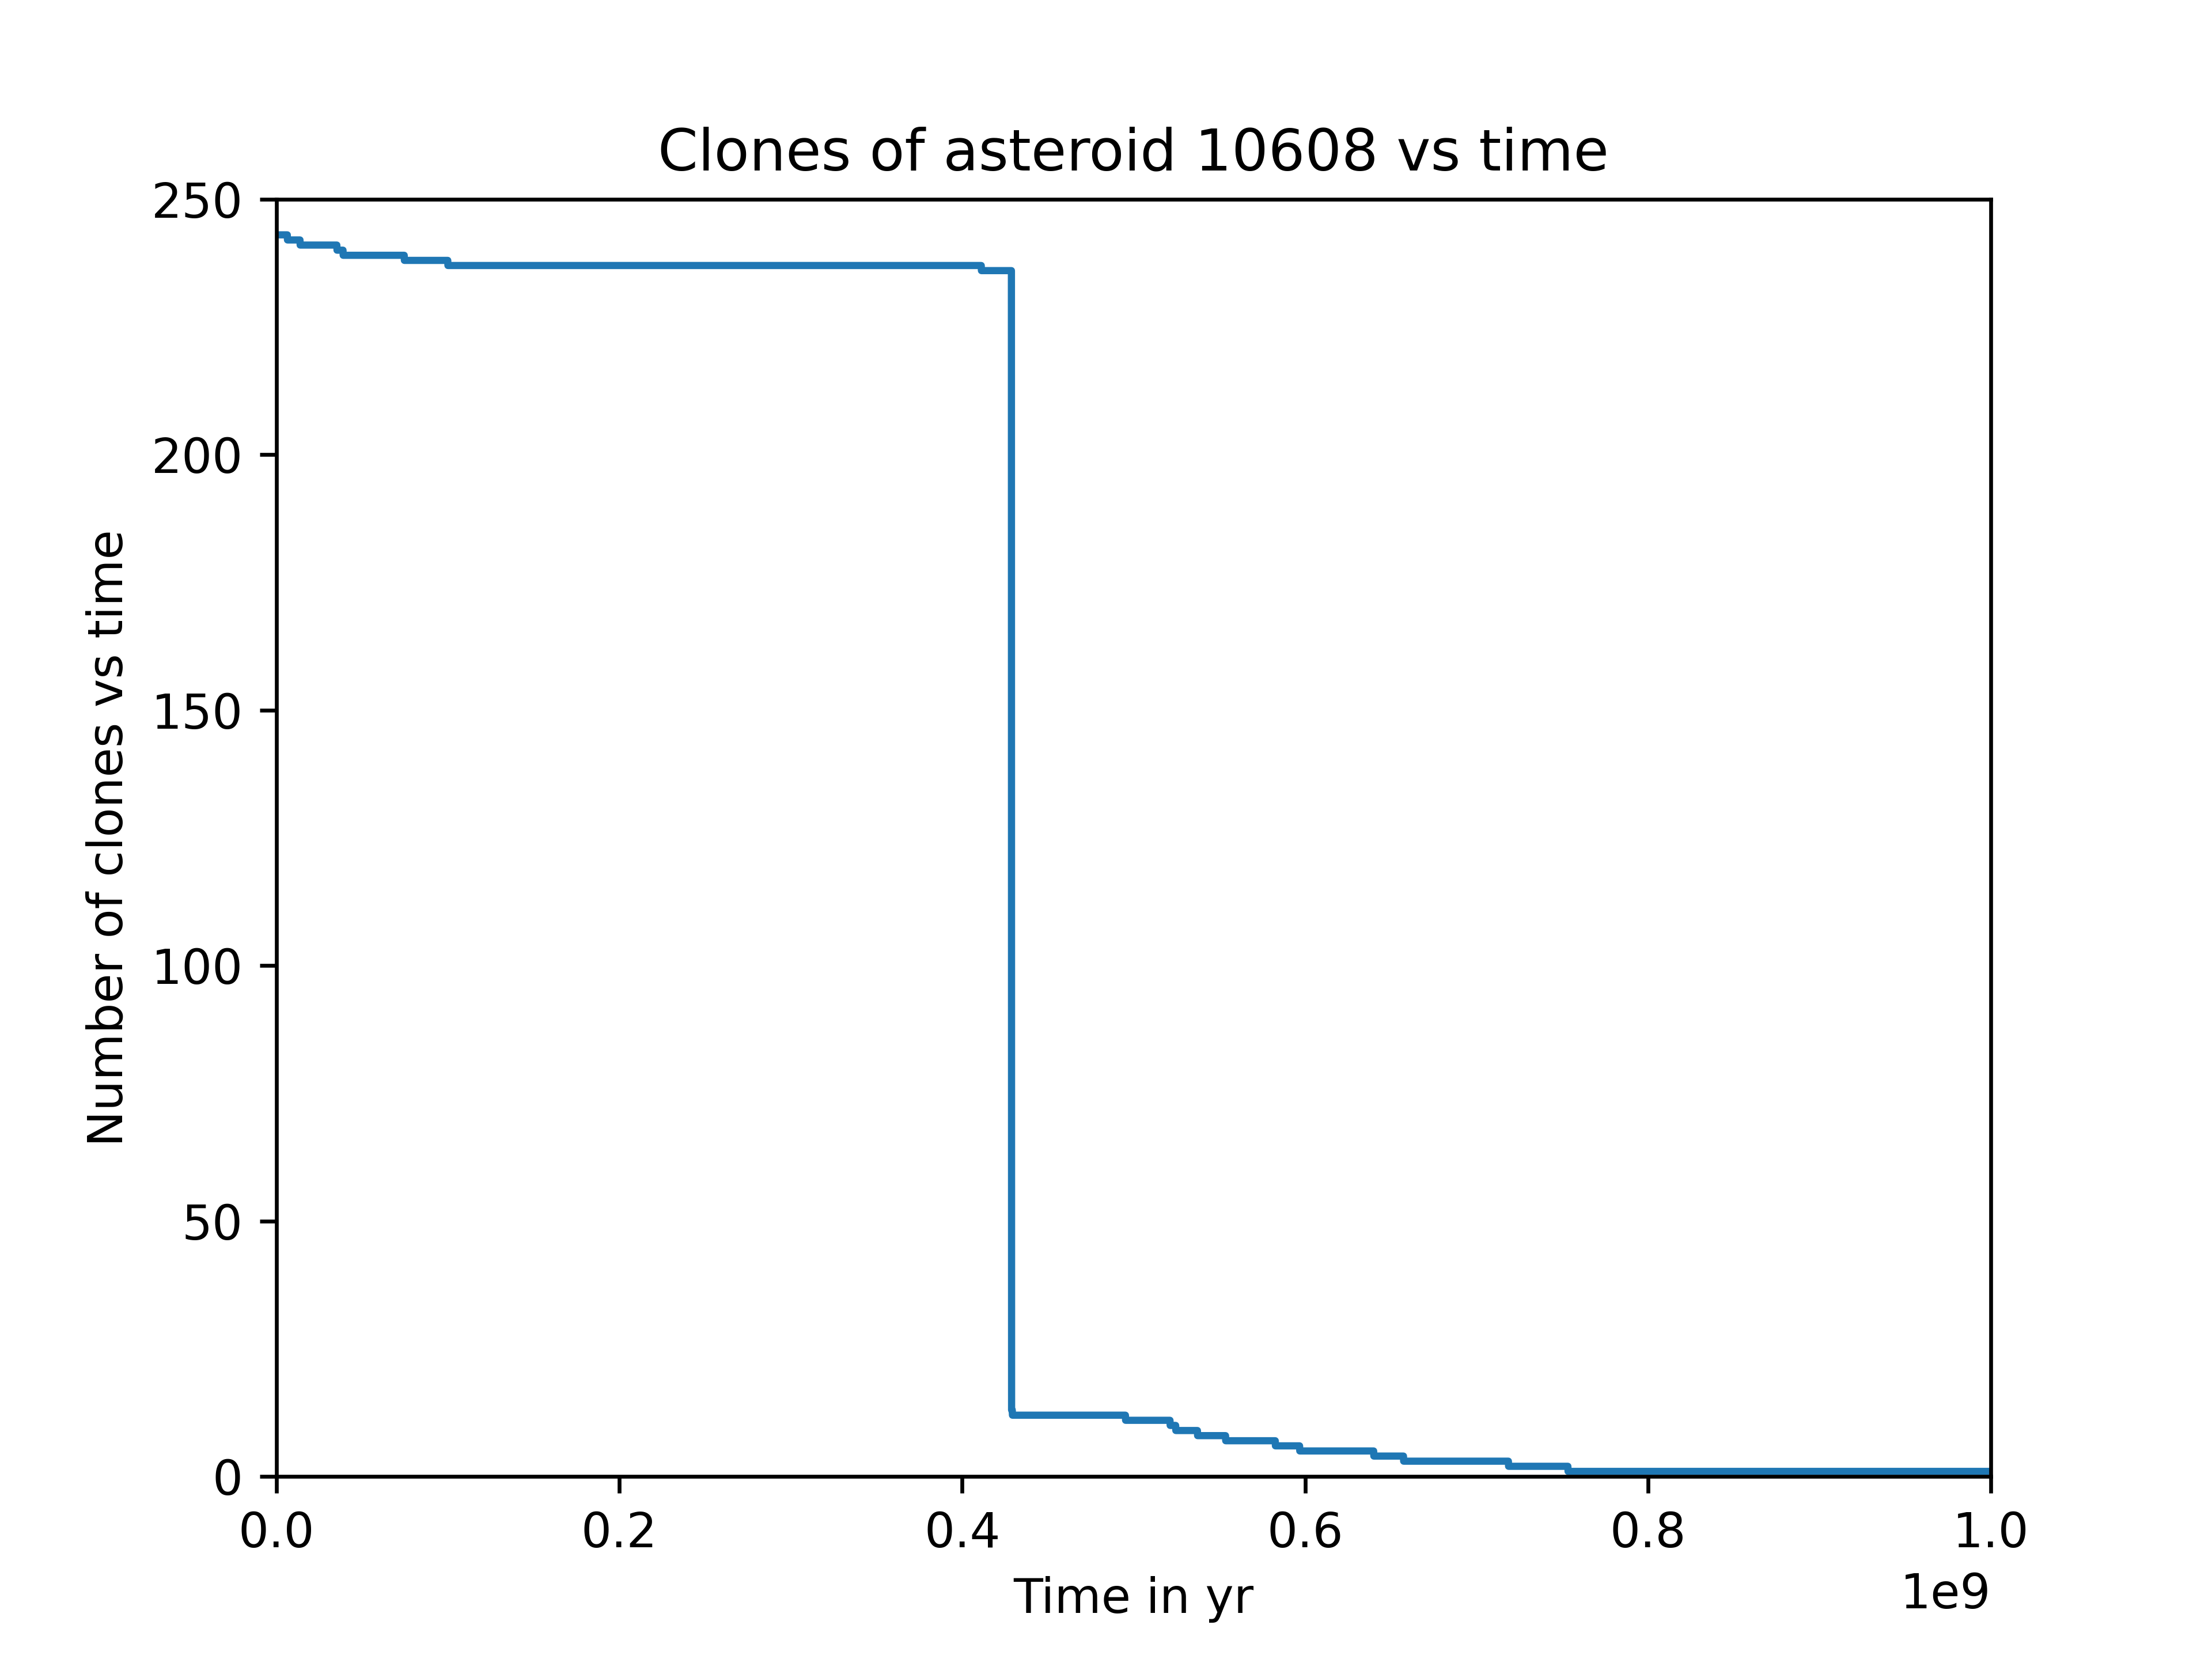 Clones of asteroid 10608 vs time
250
200
150
100
50
0
Number of clones vs time
0.0 0.2 0.4 0.6 0.8 1.0
1e9
Time in yr